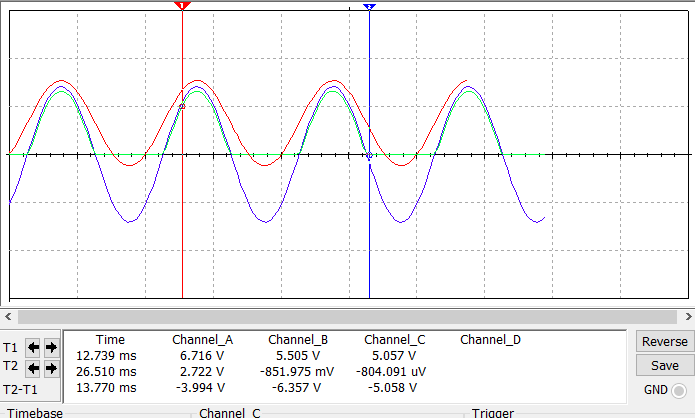 1
Time Channel_A Channel_B Channel_C Channel_D
T1 12.739 ms 6.716 V 5.505 V 5.057 V
T2 26.510 ms 2.722 V -851.975 mV -804.091 uV
T2-T1 13.770 ms -3.994 V -6.357 V -5.058 V
Reverse
Save
GND
Timebase Channel_C Trigger